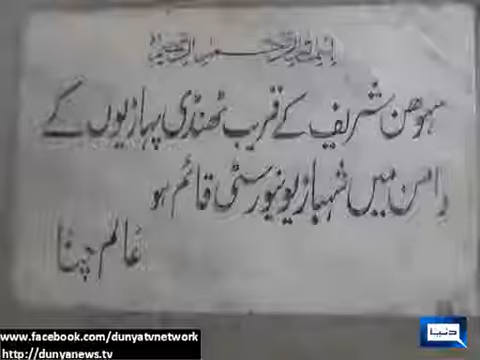 بسم اللہ الرحمن الرحیم
شریف کے قریب ٹھنڈی پہاڑیوں کے
دامن میں شہباز یونیورسٹی قائم ہو
عالم چنا
دنیا
www.facebook.com/dunyatvnetwork
http://dunyanews.tv